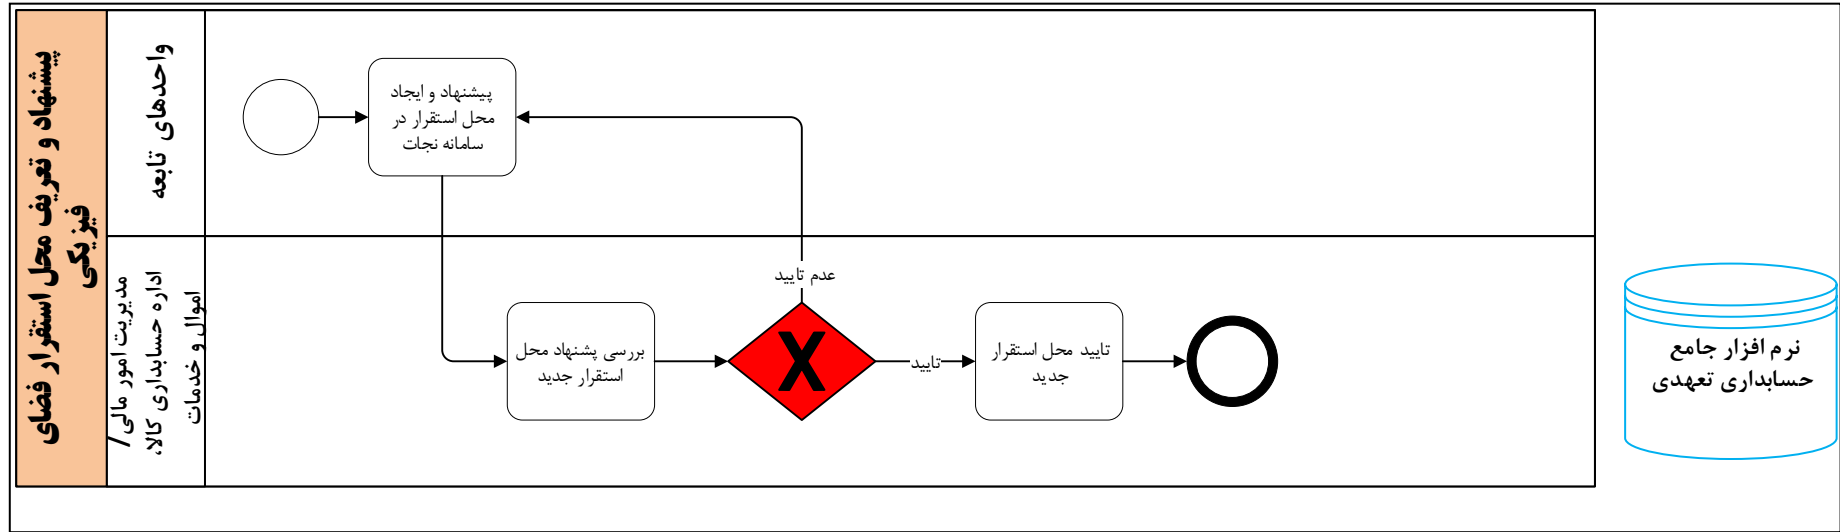 پیشنهاد و تعریف محل استقرار فضای
فیزیکی
واحدهای تابعه
پیشنهاد و ایجاد
محل استقرار در
سامانه نجات
مدیریت امور مالی/
اداره حسابداری کالا،
اموال و خدمات
عدم تایید
بررسی پشنهاد محل
استقرار جدید
X
تایید
تایید محل استقرار
جدید
نرم افزار جامع
حسابداری تعهدی